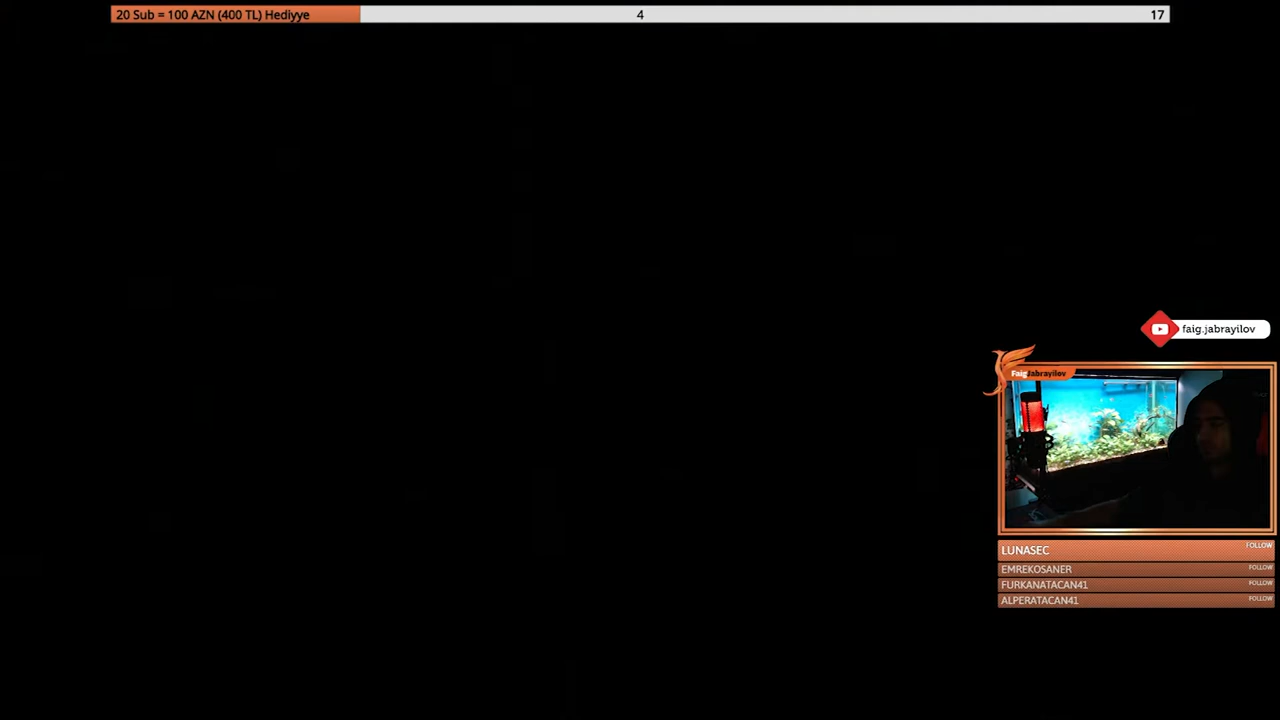 20 Sub = 100 AZN (400 TL) Hediyye 4 17
faig.jabrayilov
FaigJabrayilov
LUNASEC FOLLOW
EMREKOSANER FOLLOW
FURKANATACAN41 FOLLOW
ALPERATACAN41 FOLLOW